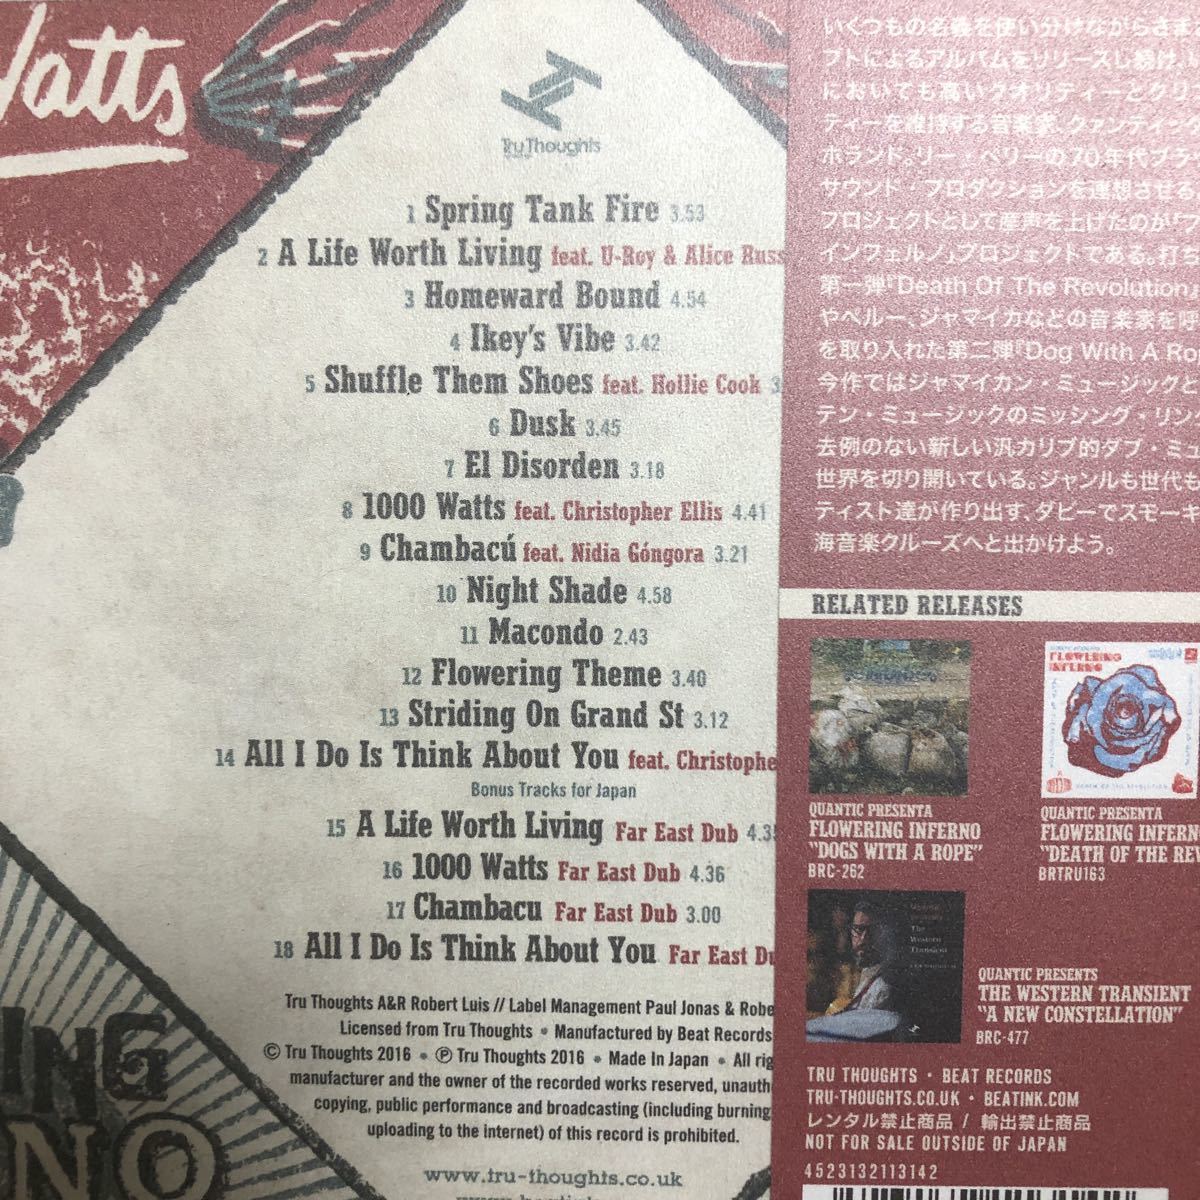 Watts
Tru Thoughts
1 Spring Tank Fire 3.53
2 A Life Worth Living feat. U-Roy & Alice Russ
3 Homeward Bound 4.54
4 Ikey's Vibe 3.42
5 Shuffle Them Shoes feat. Hollie Cook 3
6 Dusk 3.45
7 El Disorden 3.18
8 1000 Watts feat. Christopher Ellis 4.41
9 Chambacú feat. Nidia Góngora 3.21
10 Night Shade 4.58
11 Macondo 2.43
12 Flowering Theme 3.40
13 Striding On Grand St 3.12
14 All I Do Is Think About You feat. Christophe
Bonus Tracks for Japan
15 A Life Worth Living Far East Dub 4.3
16 1000 Watts Far East Dub 4.36
17 Chambacu Far East Dub 3.00
18 All I Do Is Think About You Far East Du
Tru Thoughts A&R Robert Luis // Label Management Paul Jonas & Robe
Licensed from Tru Thoughts • Manufactured by Beat Records
© Tru Thoughts 2016 • ℗ Tru Thoughts 2016 • Made In Japan • All rig
manufacturer and the owner of the recorded works reserved, unauth
copying, public performance and broadcasting (including burning
uploading to the internet) of this record is prohibited.
www.tru-thoughts.co.uk
ING
NO
いくつもの名義を使い分けながらさま
プトによるアルバムをリリースし続け、
においても高いクオリティーとクリ
ティーを維持する音楽家、クァンティック
ホランド。リー・ペリーの70年代ブラ
サウンド・プロダクションを連想させる
プロジェクトとして産声を上げたのが「フ
インフェルノ」プロジェクトである。打ち
第一弾『Death Of The Revolution』
やペルー、ジャマイカなどの音楽家を呼
を取り入れた第二弾『Dog With A Ro
今作ではジャマイカン・ミュージックと
テン・ミュージックのミッシング・リン
去例のない新しい汎カリブ的ダブ・ミュ
世界を切り開いている。ジャンルも世代も
ティスト達が作り出す、ダビーでスモーキ
海音楽クルーズへと出かけよう。
RELATED RELEASES
FLOWERING
INFERNO
QUANTIC PRESENTA
FLOWERING INFERNO
"DOGS WITH A ROPE"
BRC-262
QUANTIC PRESENTA
FLOWERING INFERN
"DEATH OF THE REV
BRTRU163
The
Western
Transient
QUANTIC PRESENTS
THE WESTERN TRANSIENT
"A NEW CONSTELLATION"
BRC-477
TRU THOUGHTS • BEAT RECORDS
TRU-THOUGHTS.CO.UK • BEATINK.COM
レンタル禁止商品 / 輸出禁止商品
NOT FOR SALE OUTSIDE OF JAPAN
4523132113142